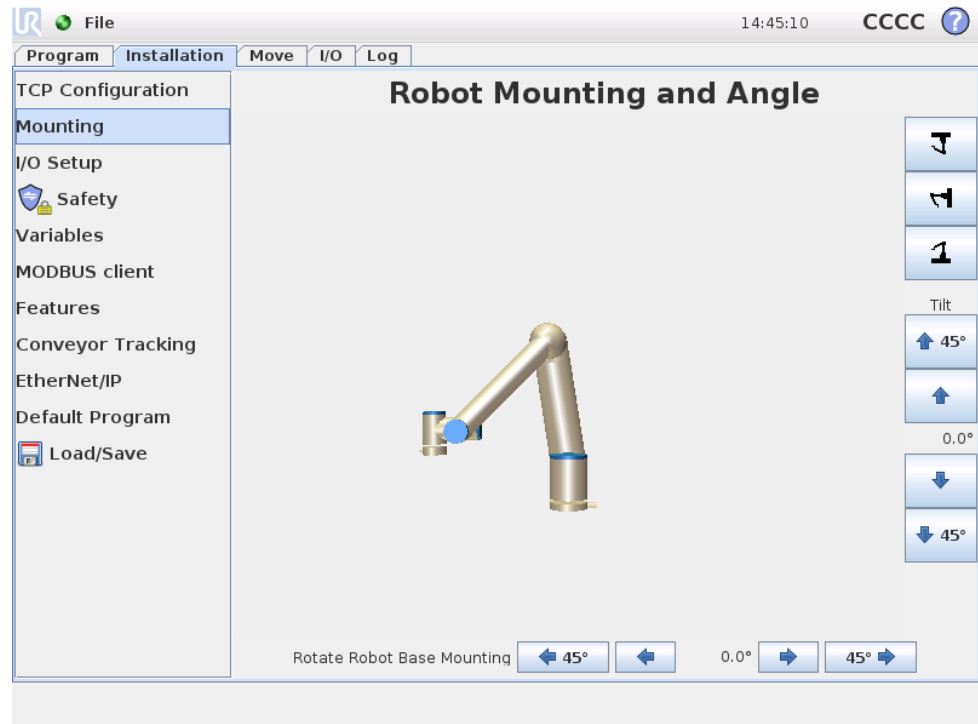 UR File 14:45:10 CCCC ?
Program Installation Move I/O Log
TCP Configuration
Robot Mounting and Angle
Mounting
I/O Setup
Safety
Variables
MODBUS client
Features
Tilt
Conveyor Tracking
45°
EtherNet/IP
Default Program
0.0°
Load/Save
45°
Rotate Robot Base Mounting 45° 0.0° 45°